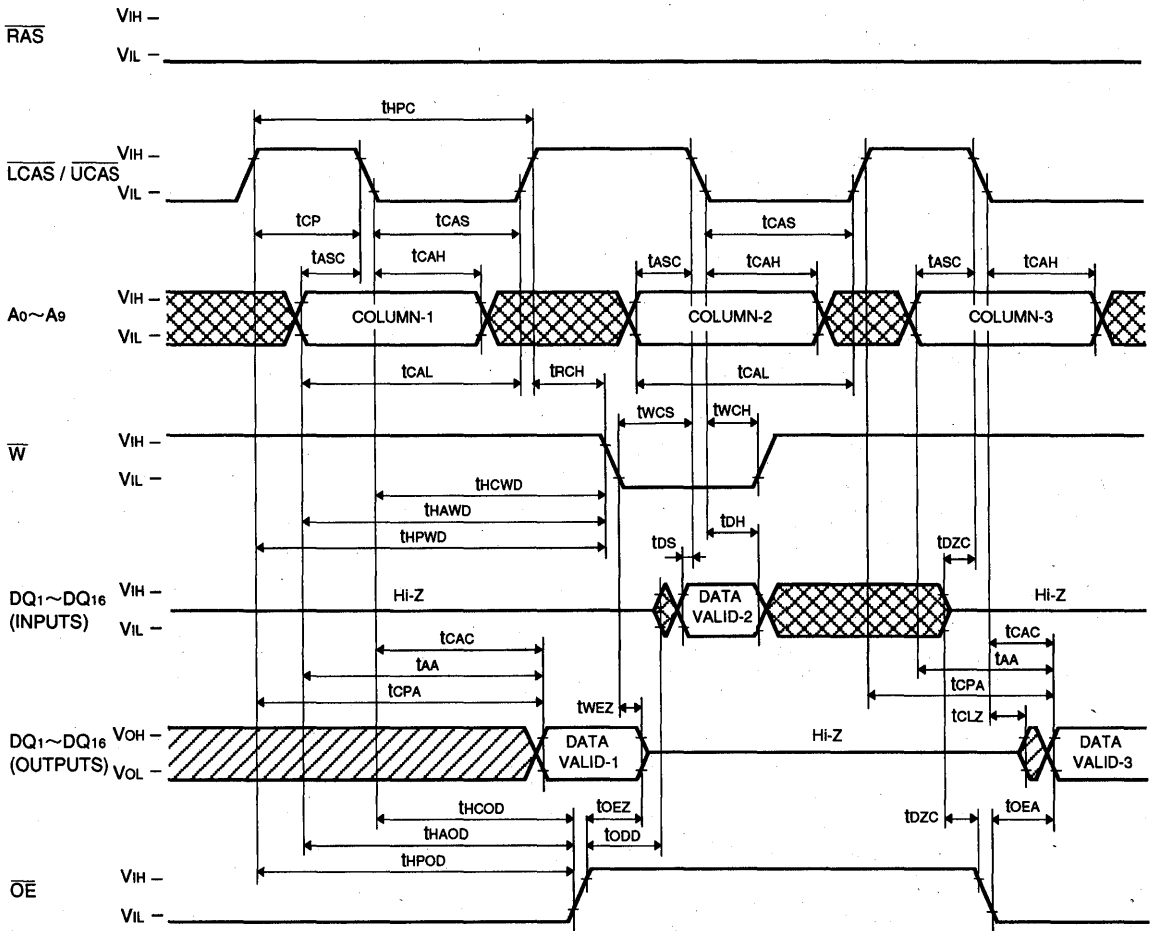 VIH
RAS
VIL
tHPC
VIH
LCAS / UCAS
VIL
tCP tCAS tCAS
tASC tCAH tASC tCAH tASC tCAH
VIH
A0~A9 COLUMN-1 COLUMN-2 COLUMN-3
VIL
tCAL tRCH tCAL
tWCS tWCH
VIH
W
VIL
tHCWD
tHAWD
tHPWD
tDH
tDS tDZC
VIH
DQ1~DQ16 Hi-Z DATA Hi-Z
(INPUTS) VALID-2
VIL
tCAC tCAC
tAA tAA
tCPA tCPA
tWEZ tCLZ
VOH
DQ1~DQ16 DATA Hi-Z DATA
(OUTPUTS) VALID-1 VALID-3
VOL
tHCOD tOEZ tDZC tOEA
tHAOD tODD
tHPOD
VIH
OE
VIL